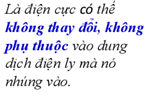 Là điện cực có thế
không thay đổi, không
phụ thuộc vào dung
dịch điện ly mà nó
nhúng vào.